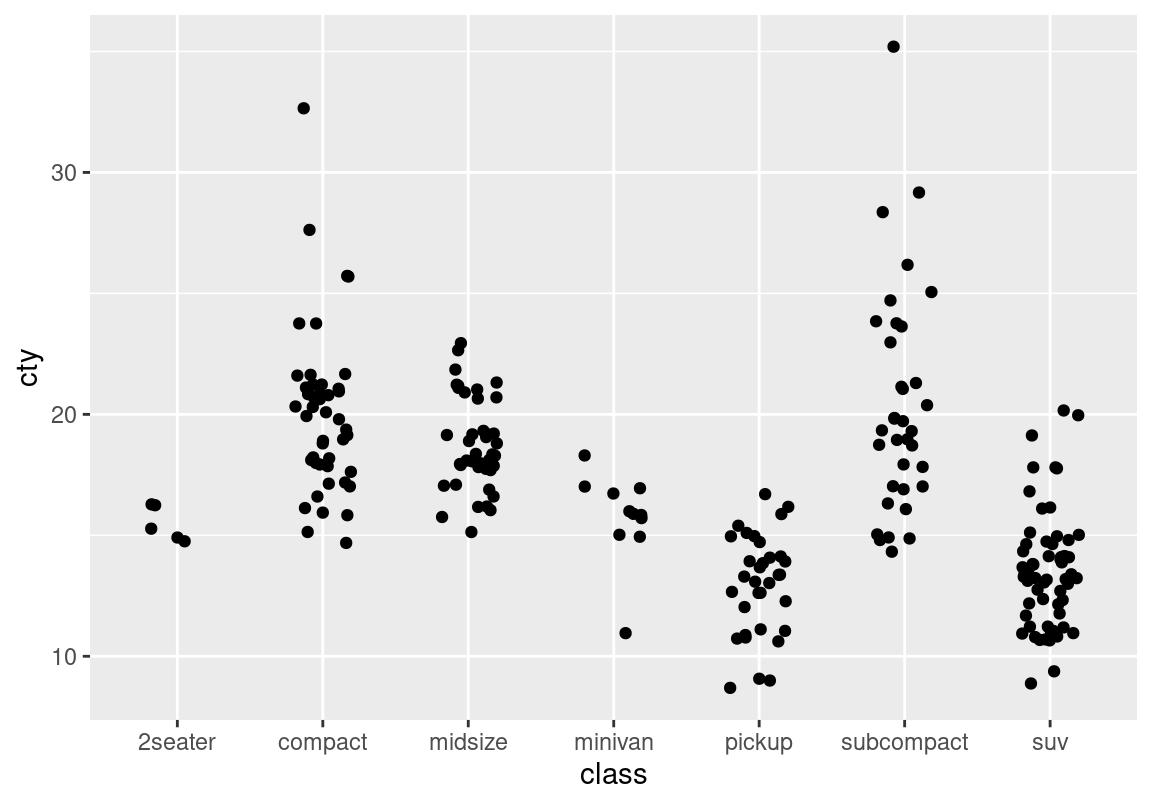 cty
30
20
10
2seater compact midsize minivan pickup subcompact suv
class